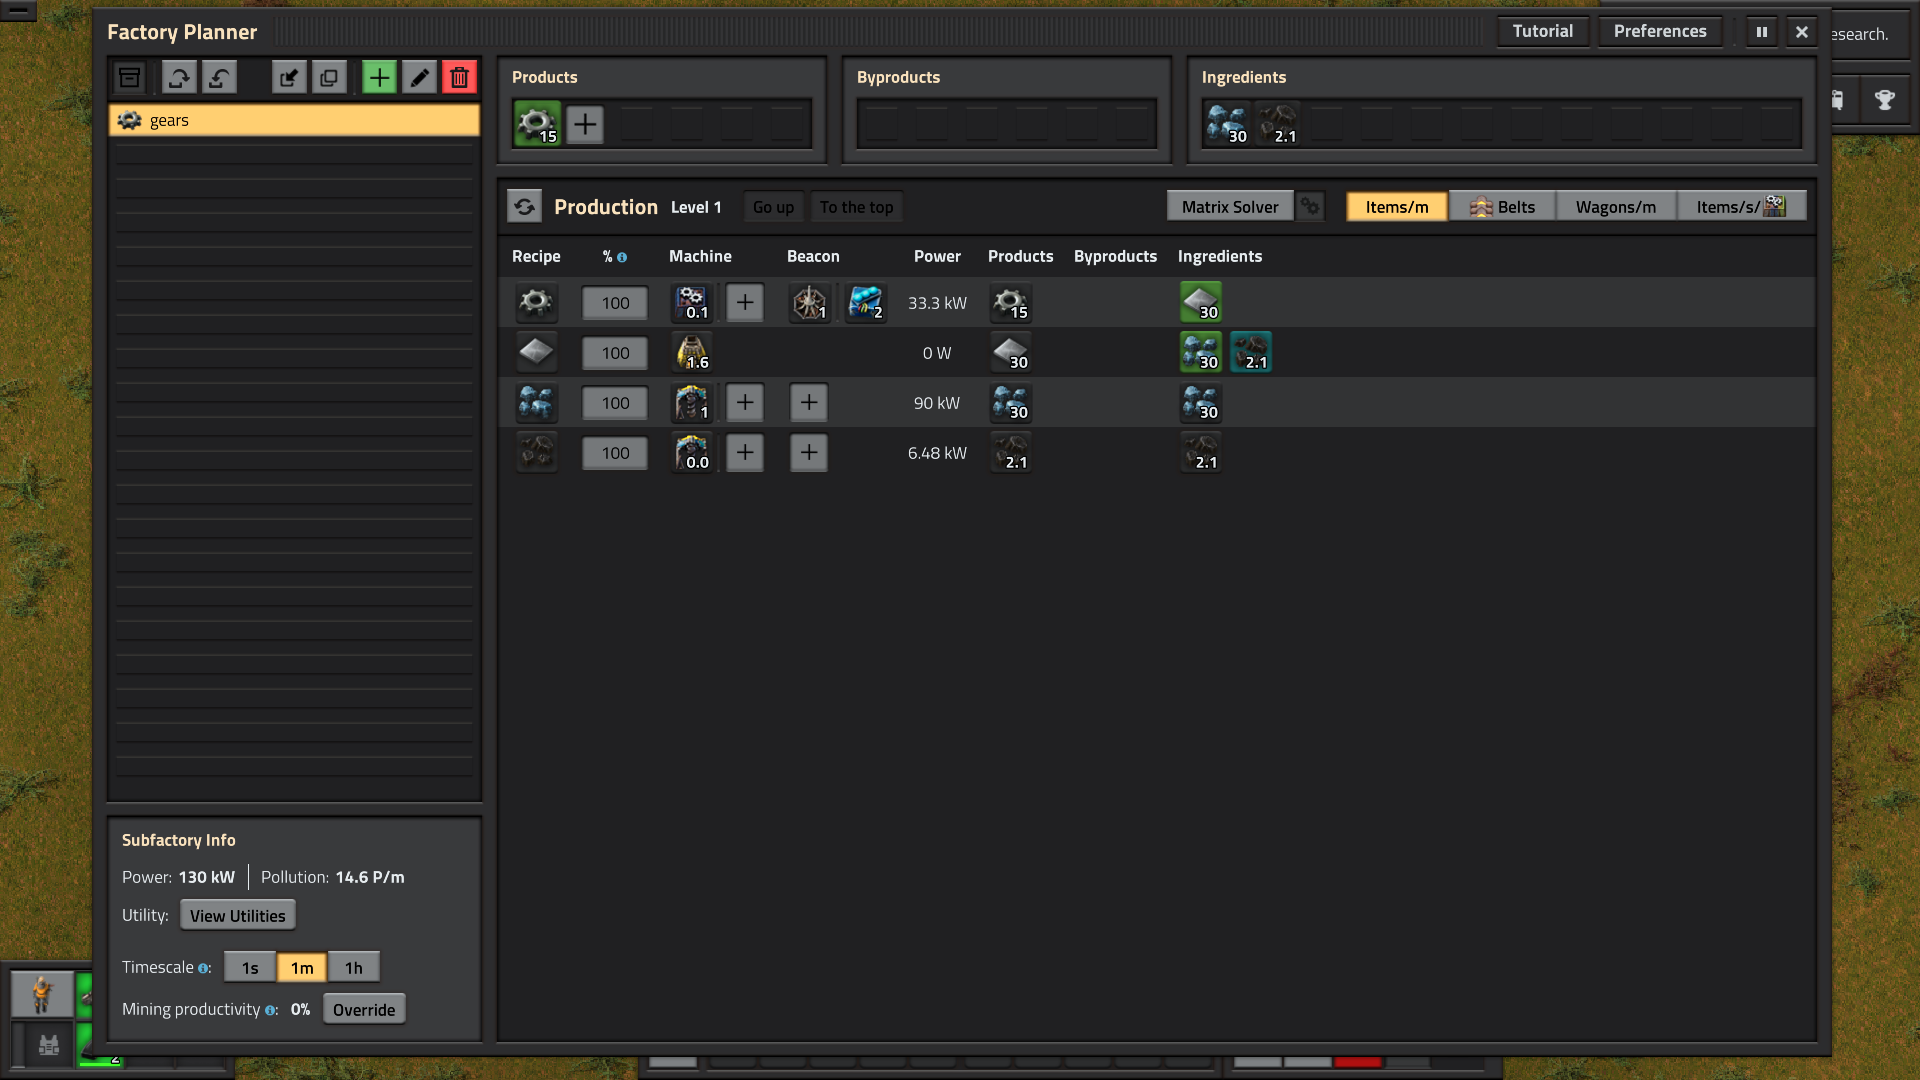 Factory Planner
Tutorial
Preferences
esearch.
gears
Products
15
Byproducts
Ingredients
30
2.1
Production
Level 1
Go up
To the top
Matrix Solver
Items/m
Belts
Wagons/m
Items/s/
Recipe
%
Machine
Beacon
Power
Products
Byproducts
Ingredients
100
0.1
1
2
33.3 kW
15
30
100
1.6
0 W
30
30
2.1
100
1
90 kW
30
30
100
0.0
6.48 kW
2.1
2.1
Subfactory Info
Power: 130 kW
Pollution: 14.6 P/m
Utility:
View Utilities
Timescale :
1s
1m
1h
Mining productivity : 0%
Override
2